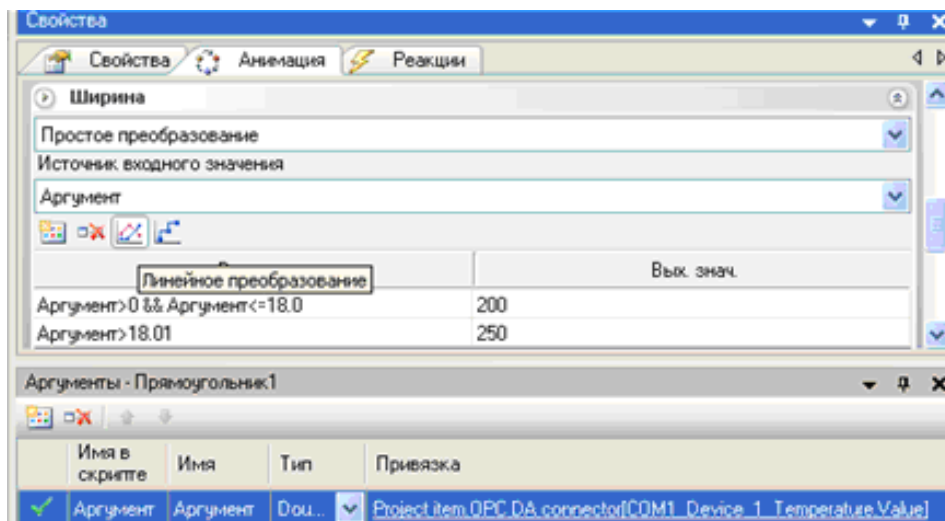 Свойства
Свойства Анимация Реакции
Ширина
Простое преобразование
Источник входного значения
Аргумент
Вых. знач.
Линейное преобразование
Аргумент>0 && Аргумент<=18.0 200
Аргумент>18.01 250
Аргументы - Прямоугольник1
Имя в скрипте Имя Тип Привязка
Аргумент Аргумент Dou... Project item.OPC.DA.connector[COM1_Device_1_Temperature.Value]